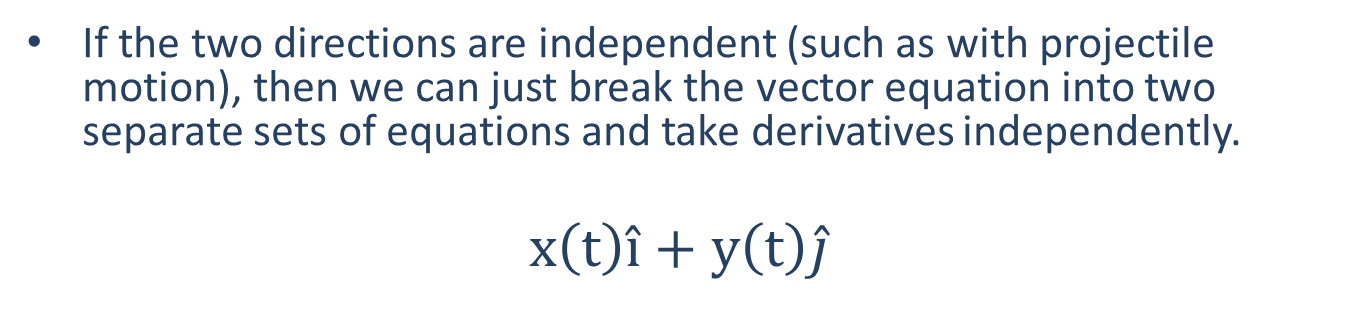 • If the two directions are independent (such as with projectile
motion), then we can just break the vector equation into two
separate sets of equations and take derivatives independently.
x(t)î + y(t)ĵ